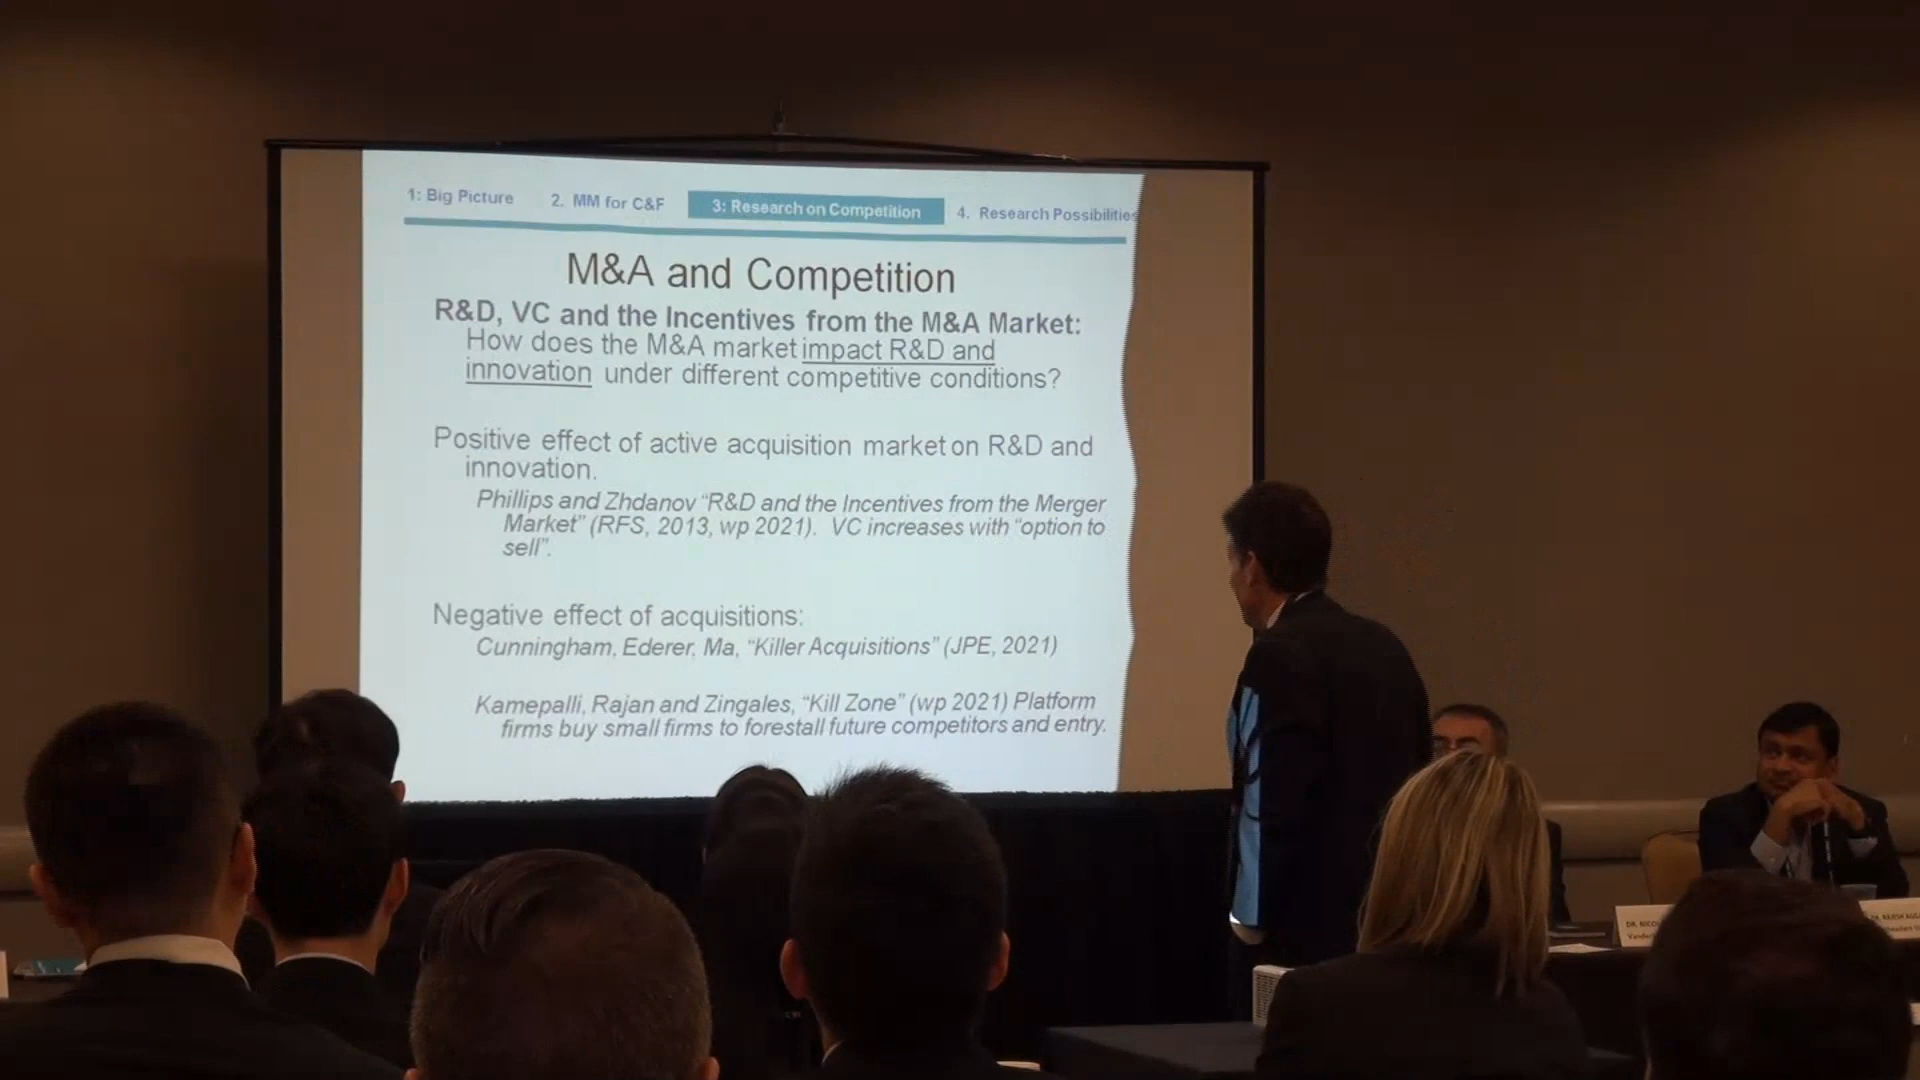 1: Big Picture 2. MM for C&F 3: Research on Competition 4. Research Possibilities
M&A and Competition
R&D, VC and the Incentives from the M&A Market:
How does the M&A market impact R&D and
innovation under different competitive conditions?
Positive effect of active acquisition market on R&D and
innovation.
Phillips and Zhdanov “R&D and the Incentives from the Merger
Market” (RFS, 2013, wp 2021). VC increases with “option to
sell”.
Negative effect of acquisitions:
Cunningham, Ederer, Ma, “Killer Acquisitions” (JPE, 2021)
Kamepalli, Rajan and Zingales, “Kill Zone” (wp 2021) Platform
firms buy small firms to forestall future competitors and entry.
DR.